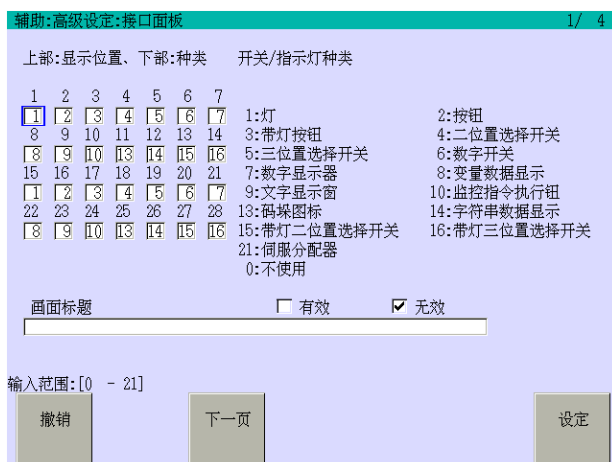 辅助:高级设定:接口面板 1/ 4
上部:显示位置、下部:种类 开关/指示灯种类
1 2 3 4 5 6 7
1 2 3 4 5 6 7 1:灯 2:按钮
8 9 10 11 12 13 14 3:带灯按钮 4:二位置选择开关
8 9 10 13 14 15 16 5:三位置选择开关 6:数字开关
15 16 17 18 19 20 21 7:数字显示器 8:变量数据显示
1 2 3 4 5 6 7 9:文字显示窗 10:监控指令执行钮
22 23 24 25 26 27 28 13:码垛图标 14:字符串数据显示
8 9 10 13 14 15 16 15:带灯二位置选择开关 16:带灯三位置选择开关
21:伺服分配器
0:不使用
画面标题 有效 无效
输入范围:[0 - 21]
撤销 下一页 设定